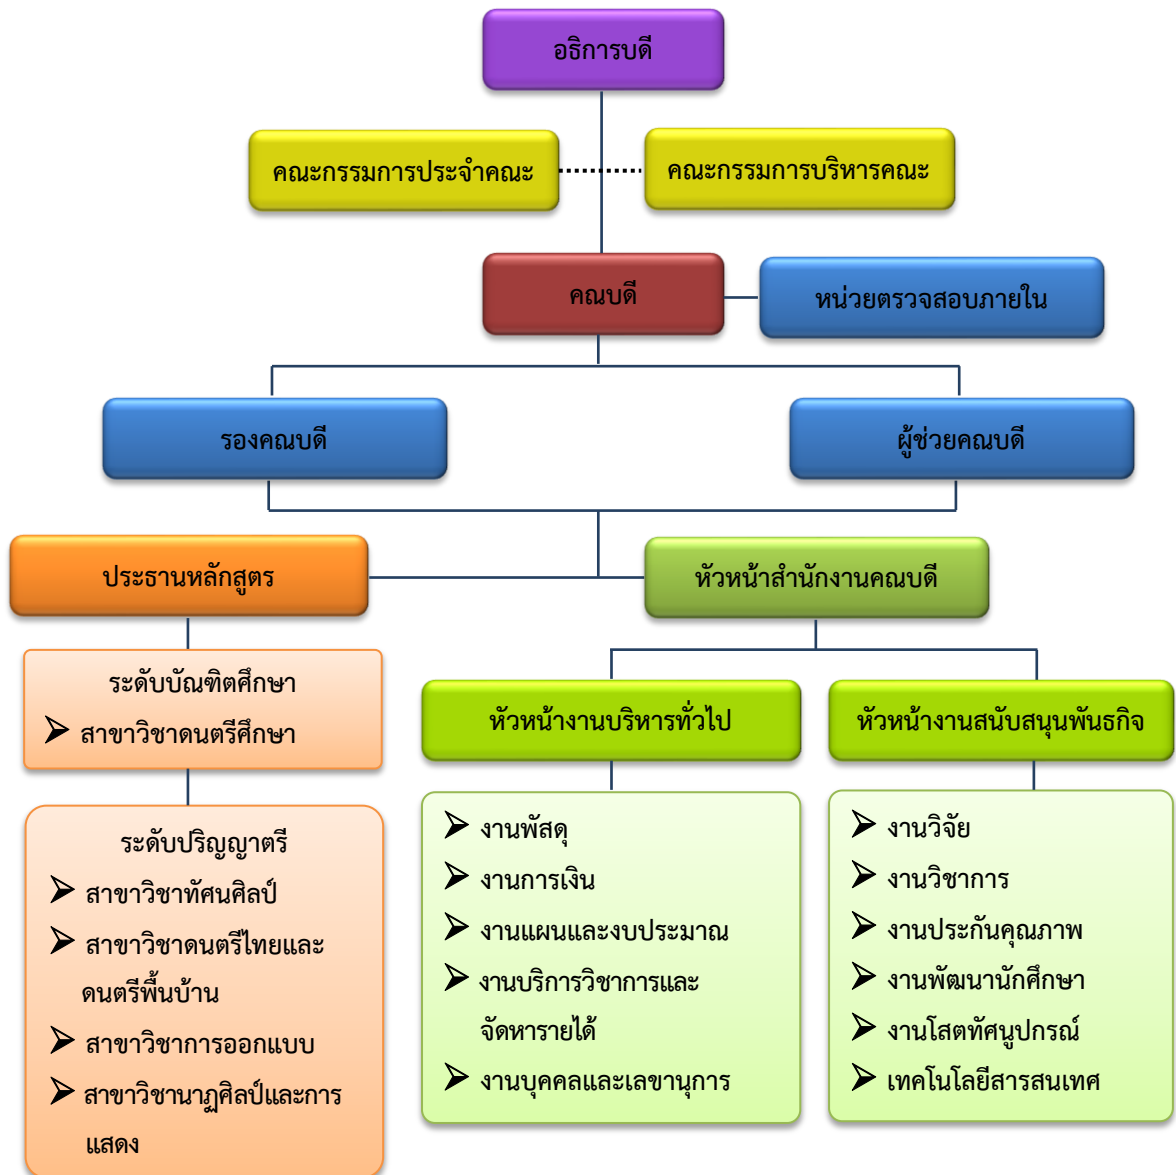 อธิการบดี
คณะกรรมการประจำคณะ
คณะกรรมการบริหารคณะ
คณบดี
หน่วยตรวจสอบภายใน
รองคณบดี
ผู้ช่วยคณบดี
ประธานหลักสูตร
หัวหน้าสำนักงานคณบดี
ระดับบัณฑิตศึกษา
สาขาวิชาดนตรีศึกษา
ระดับปริญญาตรี
สาขาวิชาทัศนศิลป์
สาขาวิชาดนตรีไทยและ
ดนตรีพื้นบ้าน
สาขาวิชาการออกแบบ
สาขาวิชานาฏศิลป์และการ
แสดง
หัวหน้างานบริหารทั่วไป
งานพัสดุ
งานการเงิน
งานแผนและงบประมาณ
งานบริการวิชาการและ
จัดหารายได้
งานบุคคลและเลขานุการ
หัวหน้างานสนับสนุนพันธกิจ
งานวิจัย
งานวิชาการ
งานประกันคุณภาพ
งานพัฒนานักศึกษา
งานโสตทัศนูปกรณ์
เทคโนโลยีสารสนเทศ